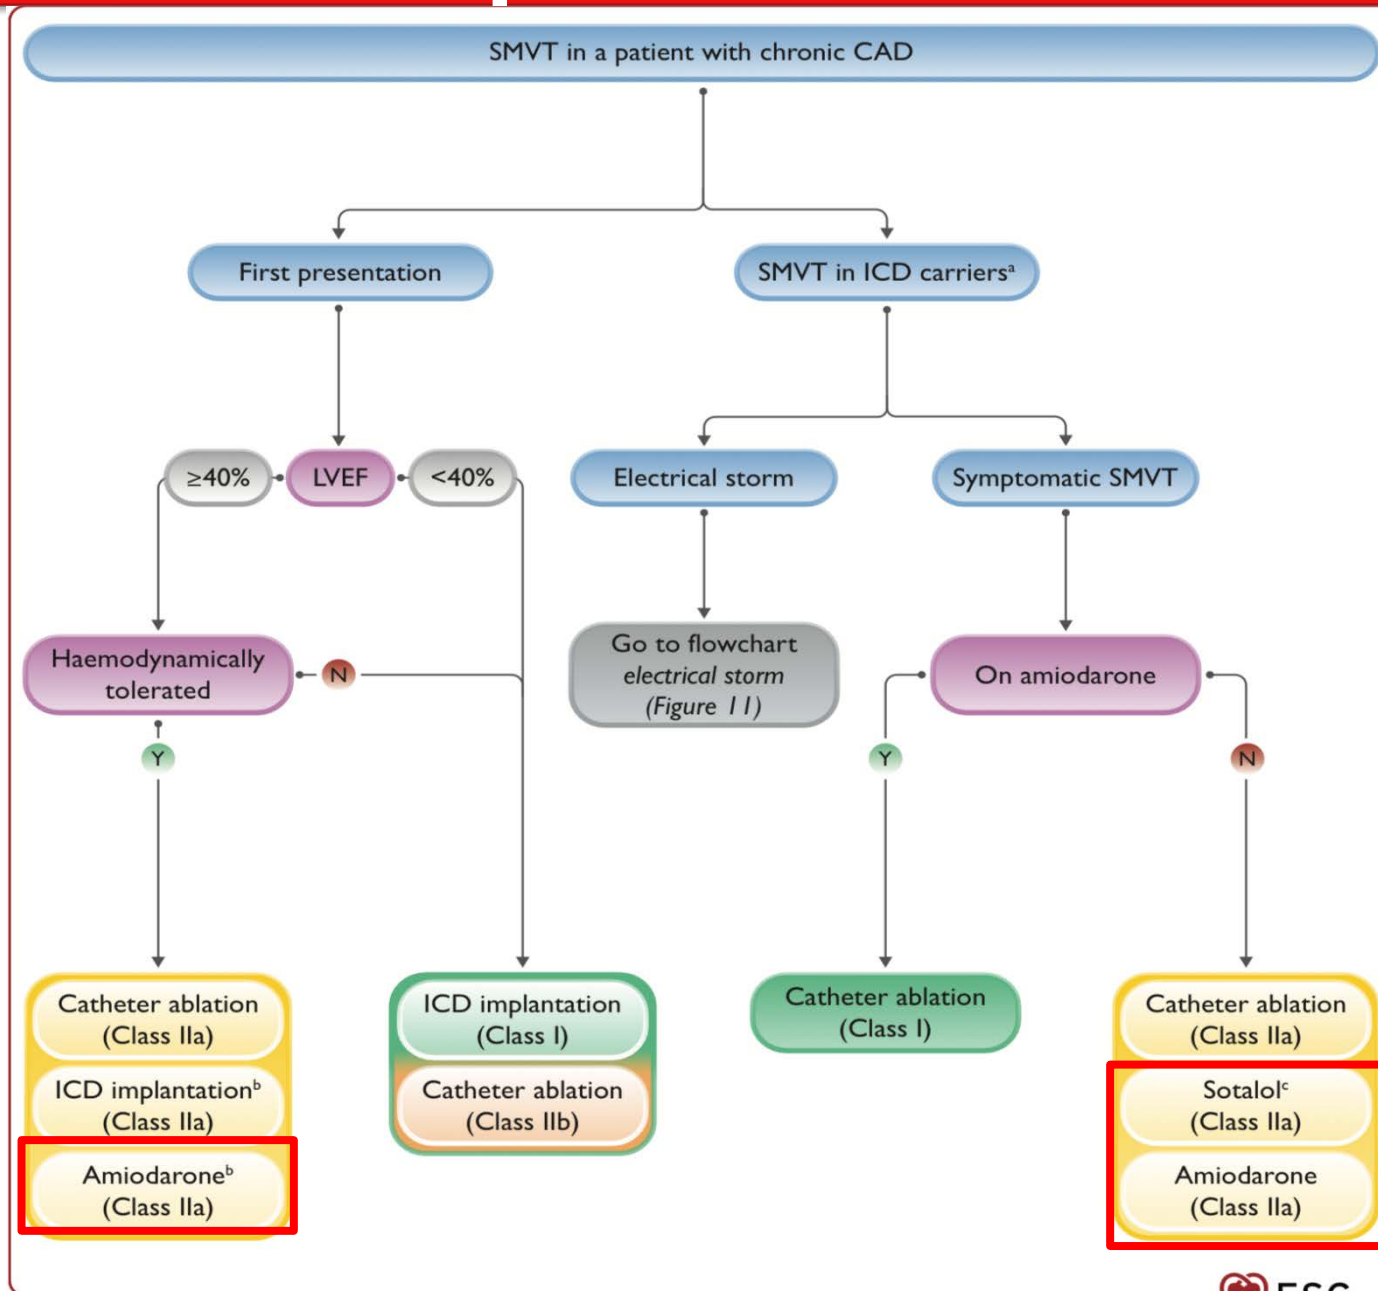 SMVT in a patient with chronic CAD
First presentation
SMVT in ICD carriersᵃ
≥40%
LVEF
<40%
Electrical storm
Symptomatic SMVT
Haemodynamically
tolerated
N
Go to flowchart
electrical storm
(Figure 11)
On amiodarone
Y
Y
N
Catheter ablation
(Class IIa)
ICD implantationᵇ
(Class IIa)
Amiodaroneᵇ
(Class IIa)
ICD implantation
(Class I)
Catheter ablation
(Class IIb)
Catheter ablation
(Class I)
Catheter ablation
(Class IIa)
Sotalolᶜ
(Class IIa)
Amiodarone
(Class IIa)
ESC